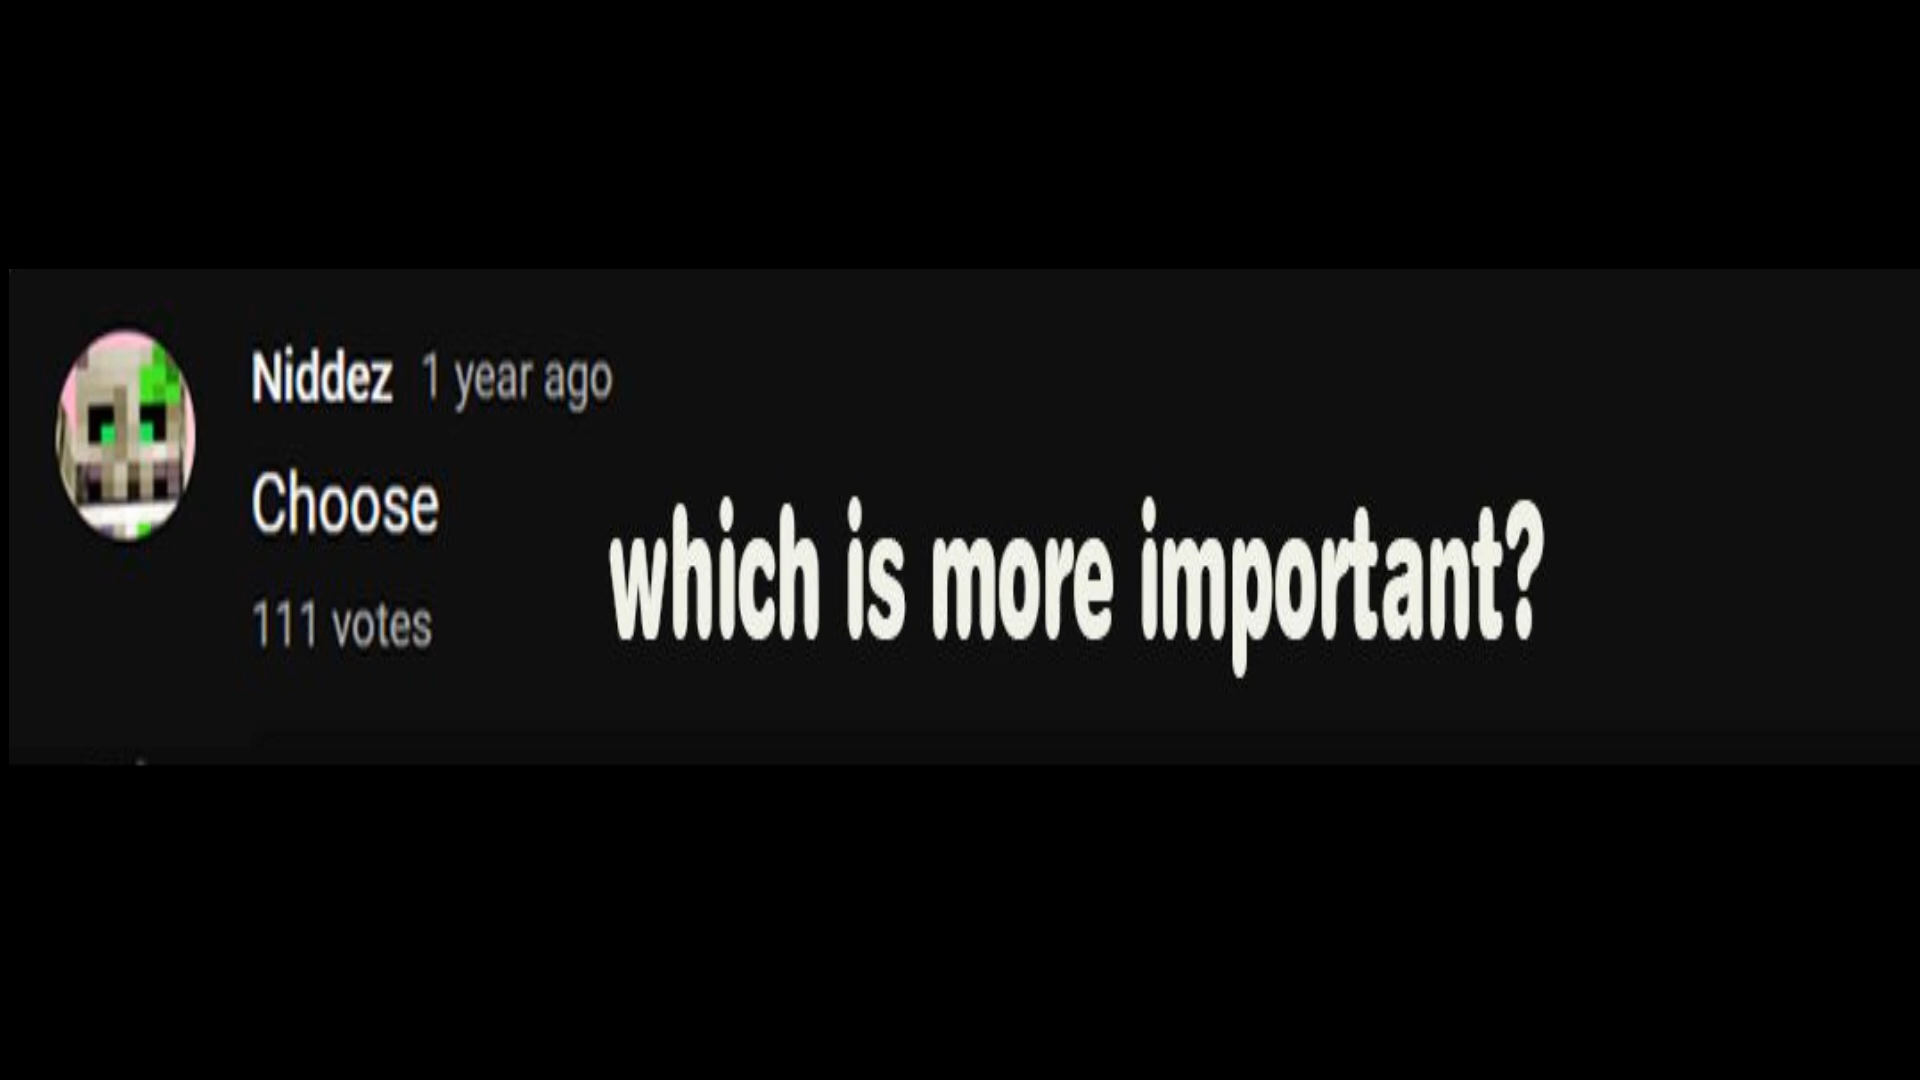 Niddez 1 year ago
Choose
which is more important?
111 votes